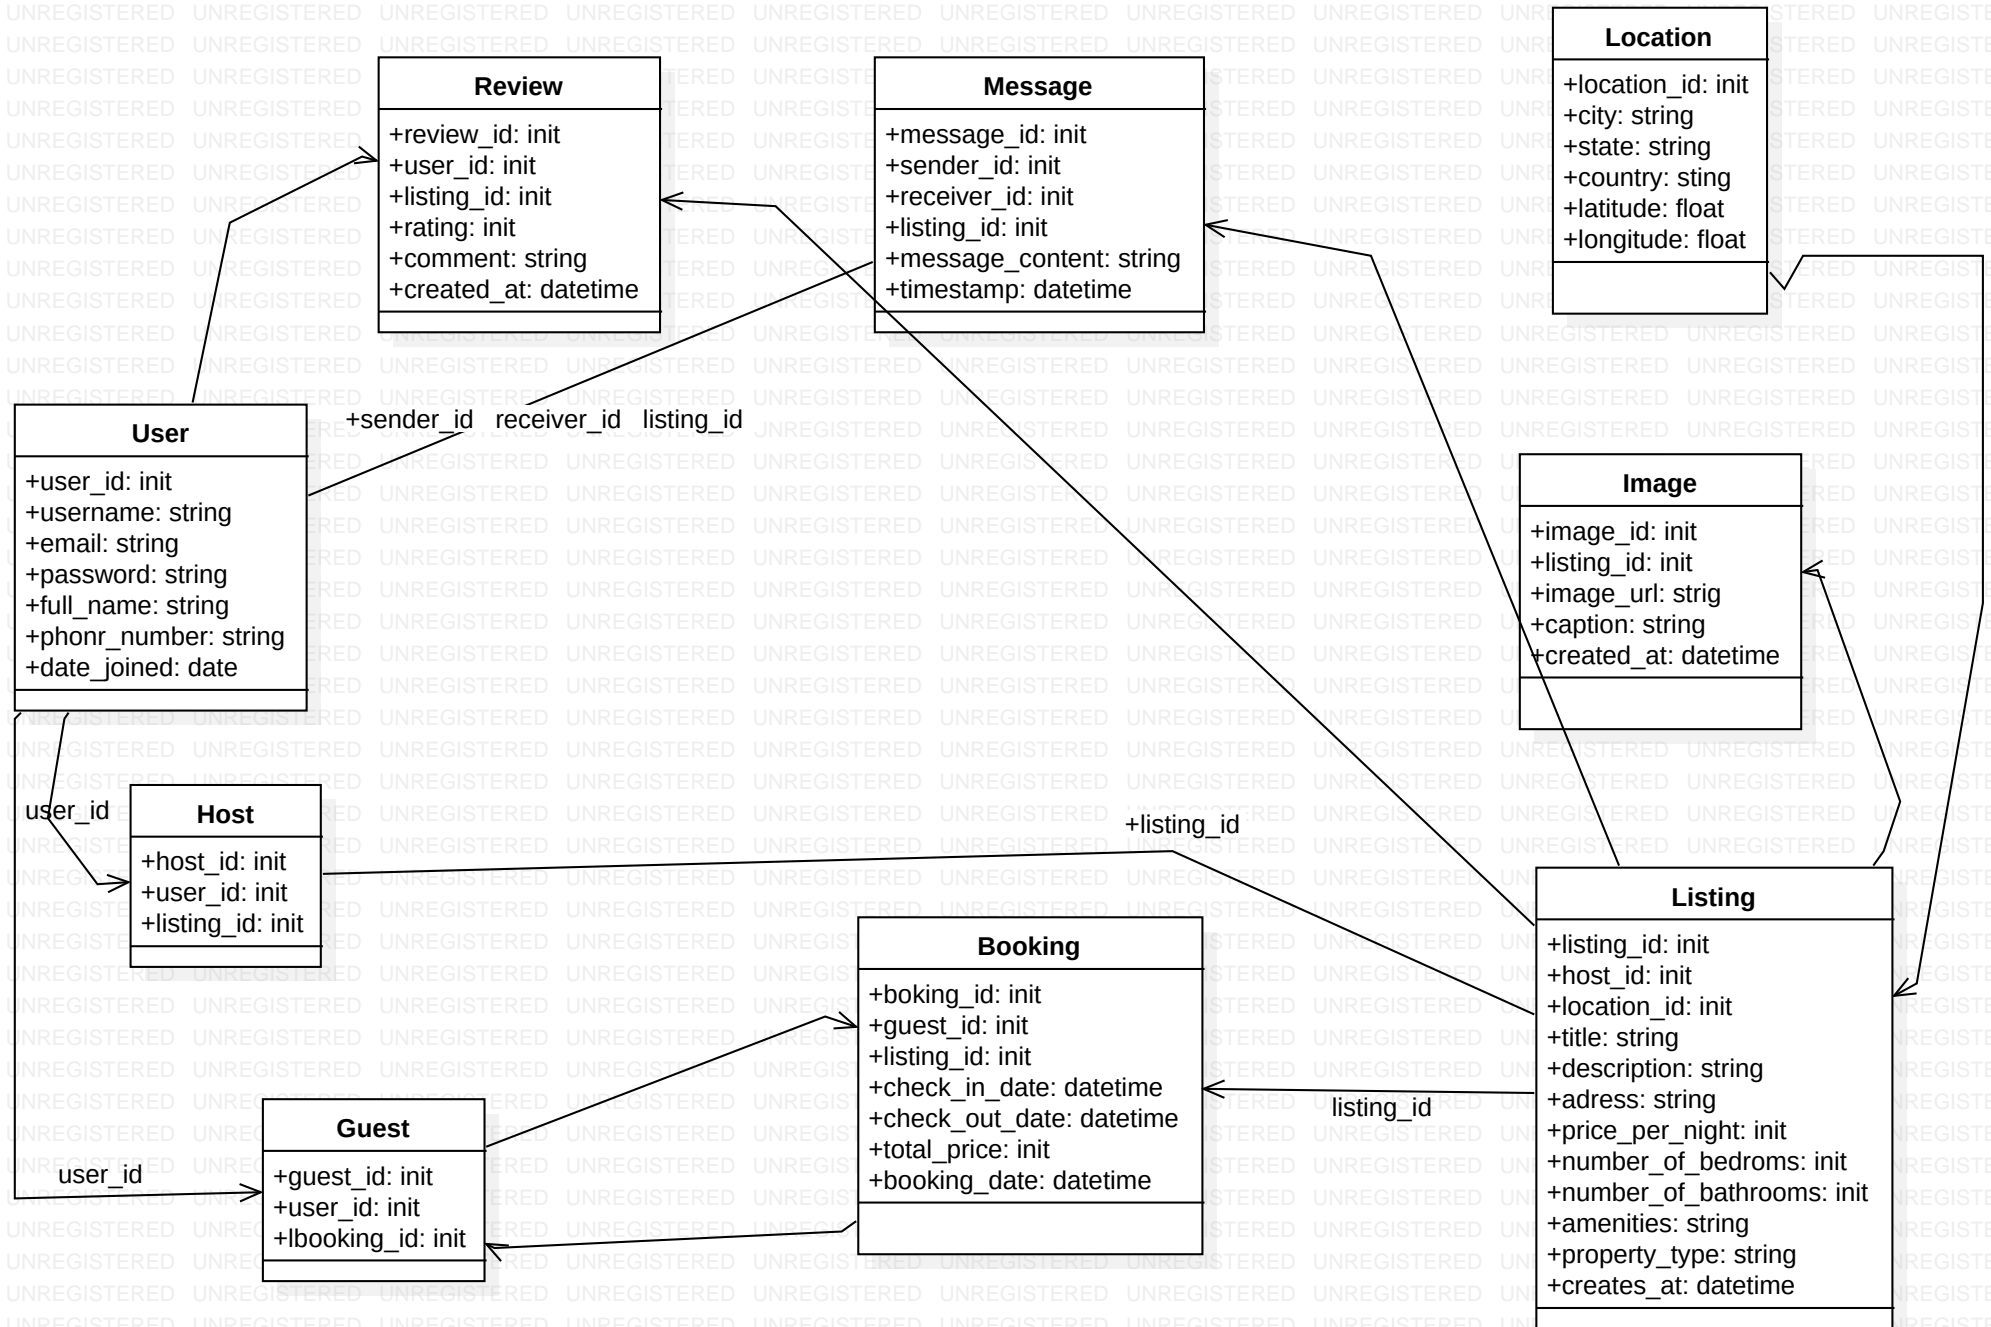 Review
+review_id: init
+user_id: init
+listing_id: init
+rating: init
+comment: string
+created_at: datetime
Message
+message_id: init
+sender_id: init
+receiver_id: init
+listing_id: init
+message_content: string
+timestamp: datetime
Location
+location_id: init
+city: string
+state: string
+country: sting
+latitude: float
+longitude: float
+sender_id receiver_id listing_id
User
+user_id: init
+username: string
+email: string
+password: string
+full_name: string
+phonr_number: string
+date_joined: date
Image
+image_id: init
+listing_id: init
+image_url: strig
+caption: string
+created_at: datetime
user_id
Host
+host_id: init
+user_id: init
+listing_id: init
+listing_id
Booking
+boking_id: init
+guest_id: init
+listing_id: init
+check_in_date: datetime
+check_out_date: datetime
+total_price: init
+booking_date: datetime
listing_id
Listing
+listing_id: init
+host_id: init
+location_id: init
+title: string
+description: string
+adress: string
+price_per_night: init
+number_of_bedroms: init
+number_of_bathrooms: init
+amenities: string
+property_type: string
+creates_at: datetime
user_id
Guest
+guest_id: init
+user_id: init
+lbooking_id: init
UNREGISTERED